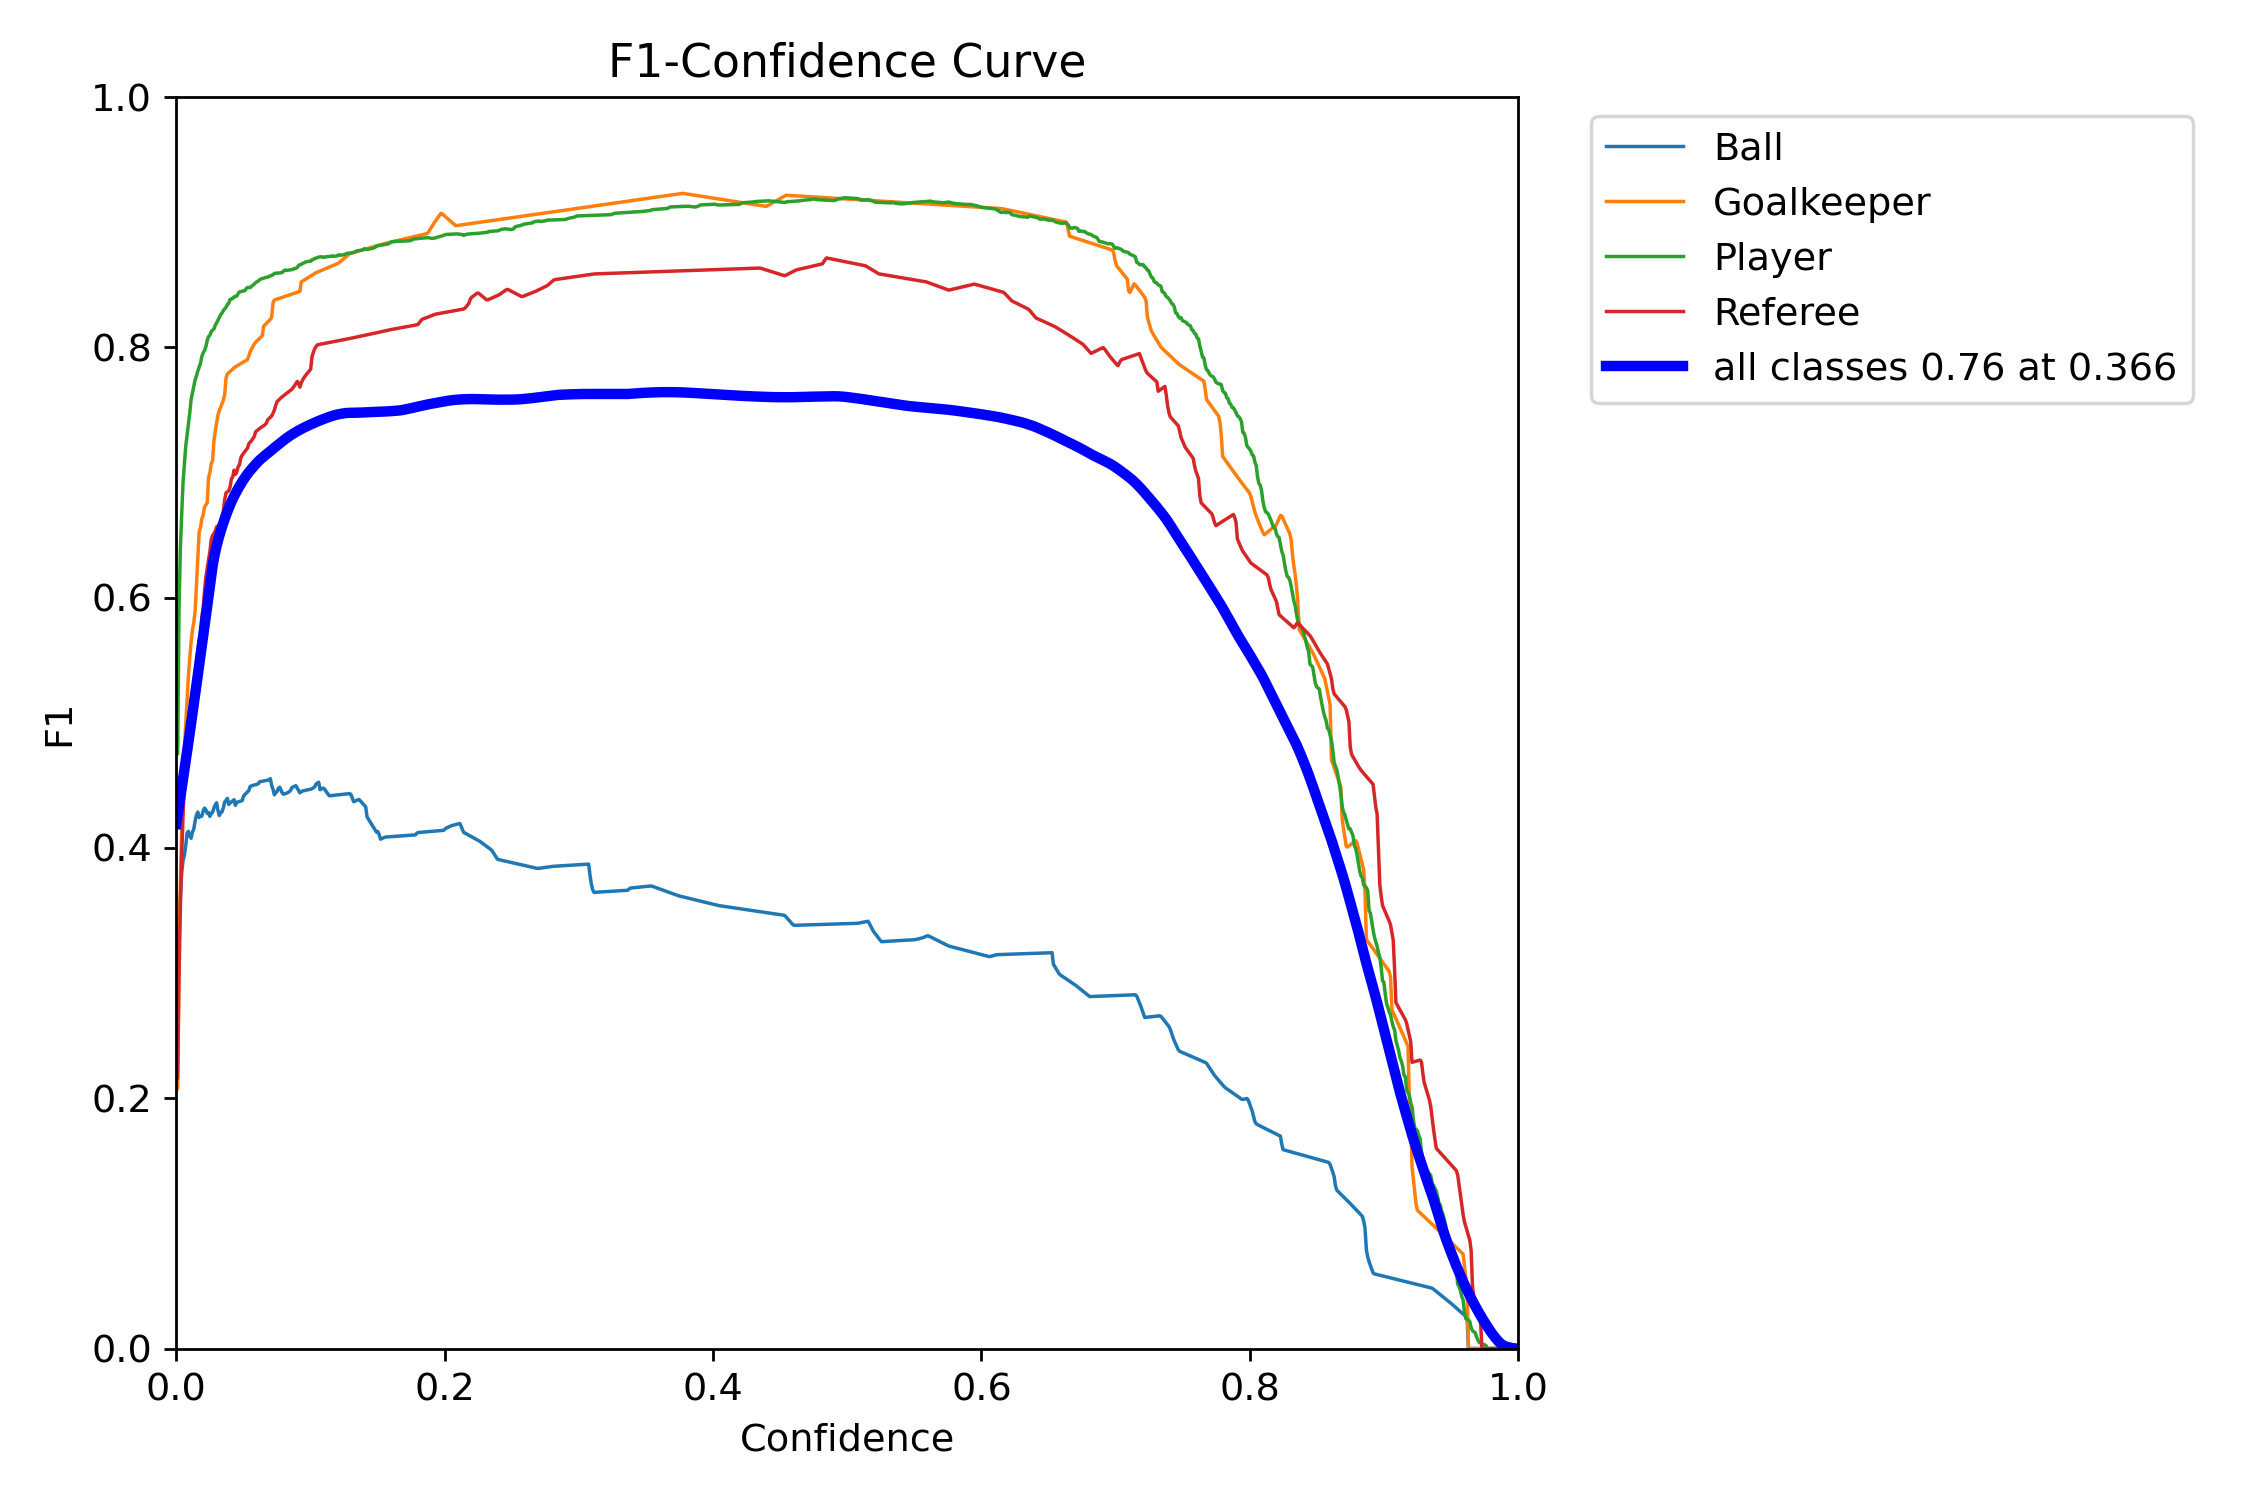 F1-Confidence Curve
1.0
0.8
0.6
0.4
0.2
0.0
F1
0.0 0.2 0.4 0.6 0.8 1.0
Confidence
Ball
Goalkeeper
Player
Referee
all classes 0.76 at 0.366